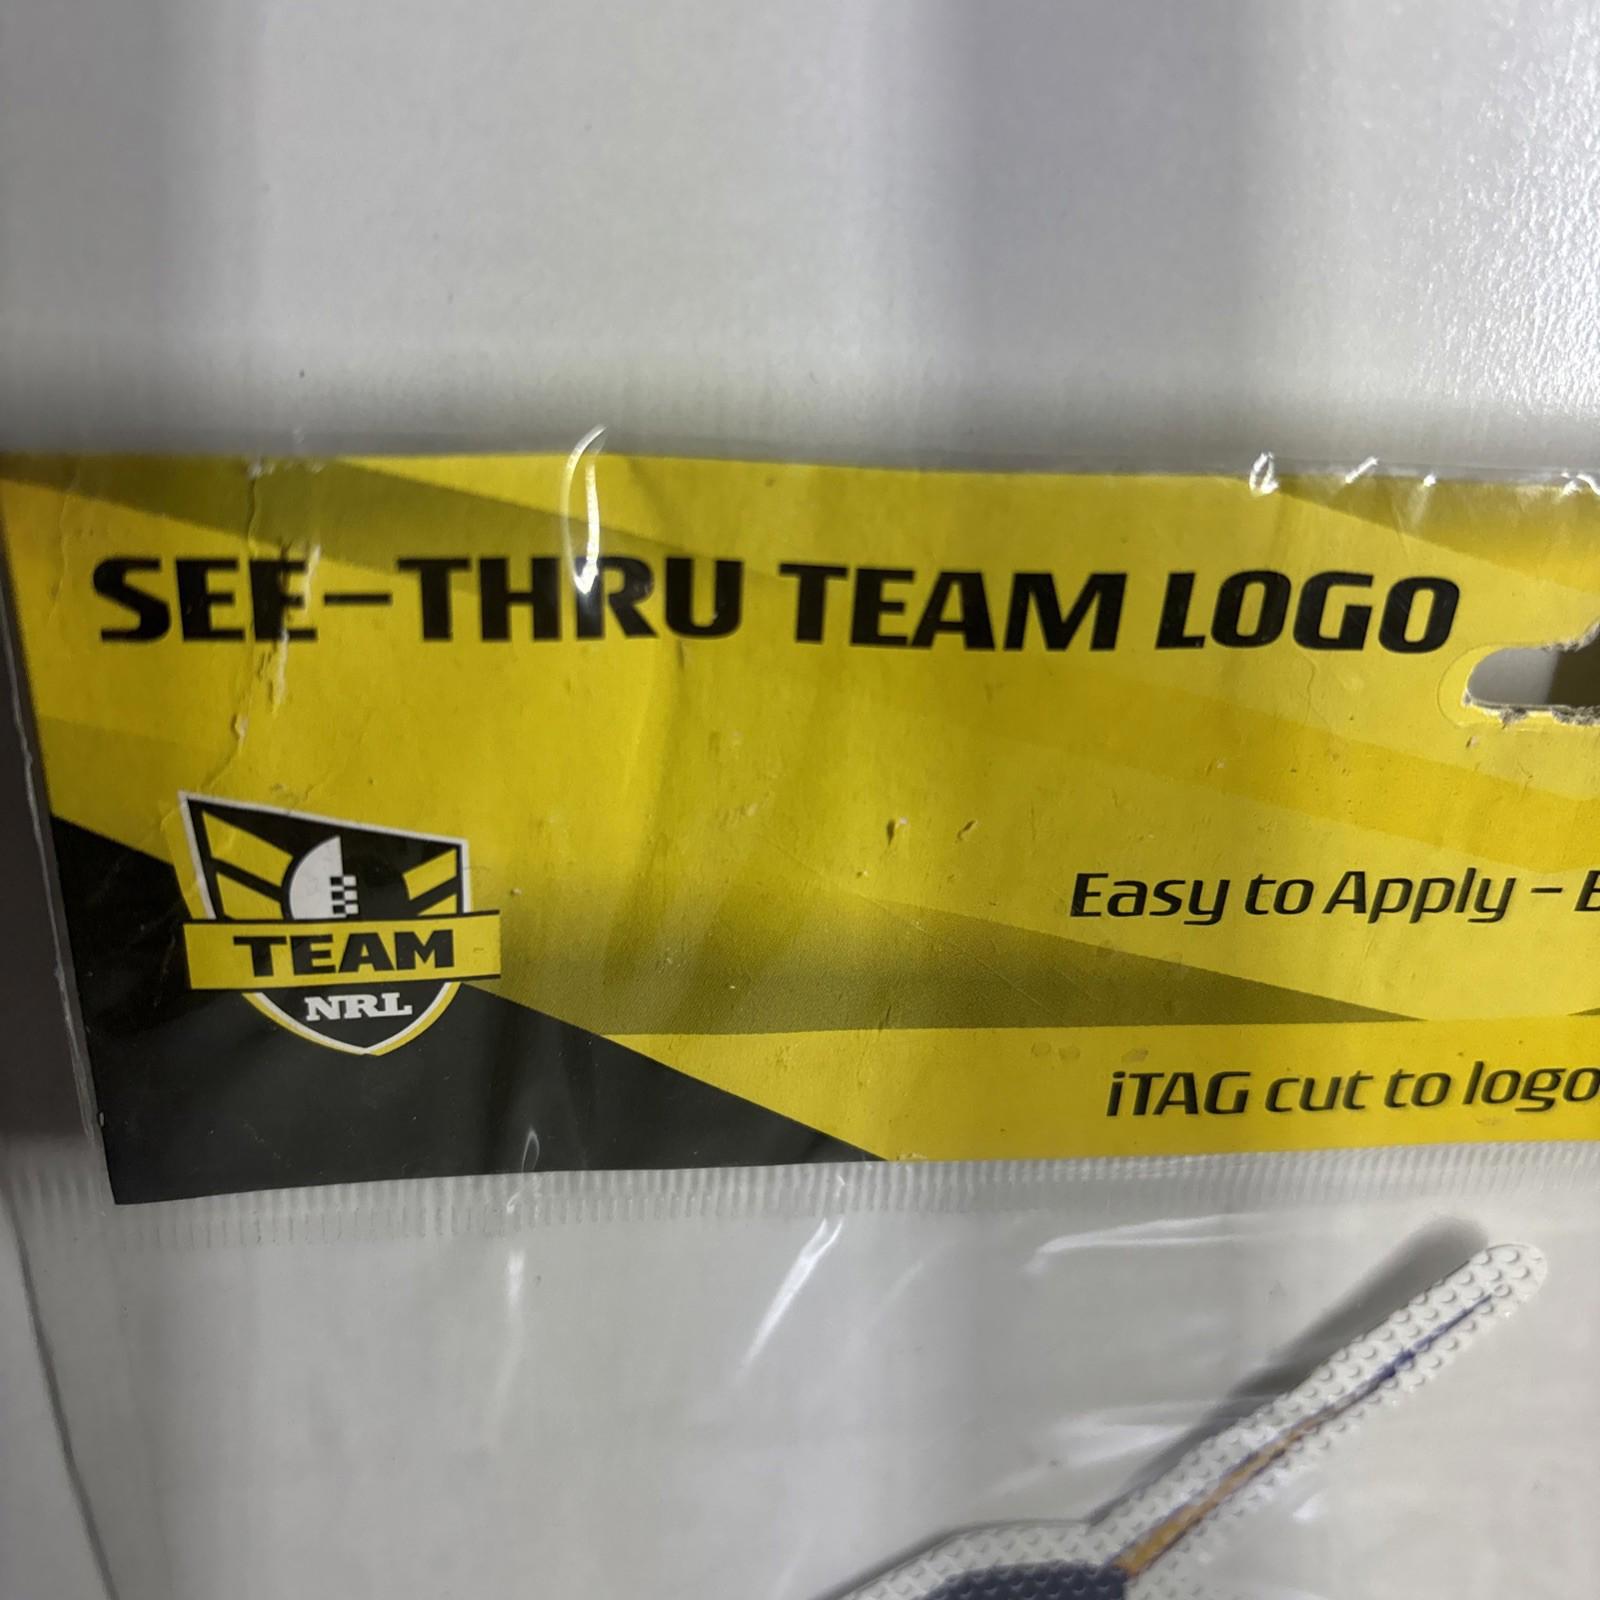 SEE-THRU TEAM LOGO
Easy to Apply –
TEAM
NRL
iTAG cut to logo